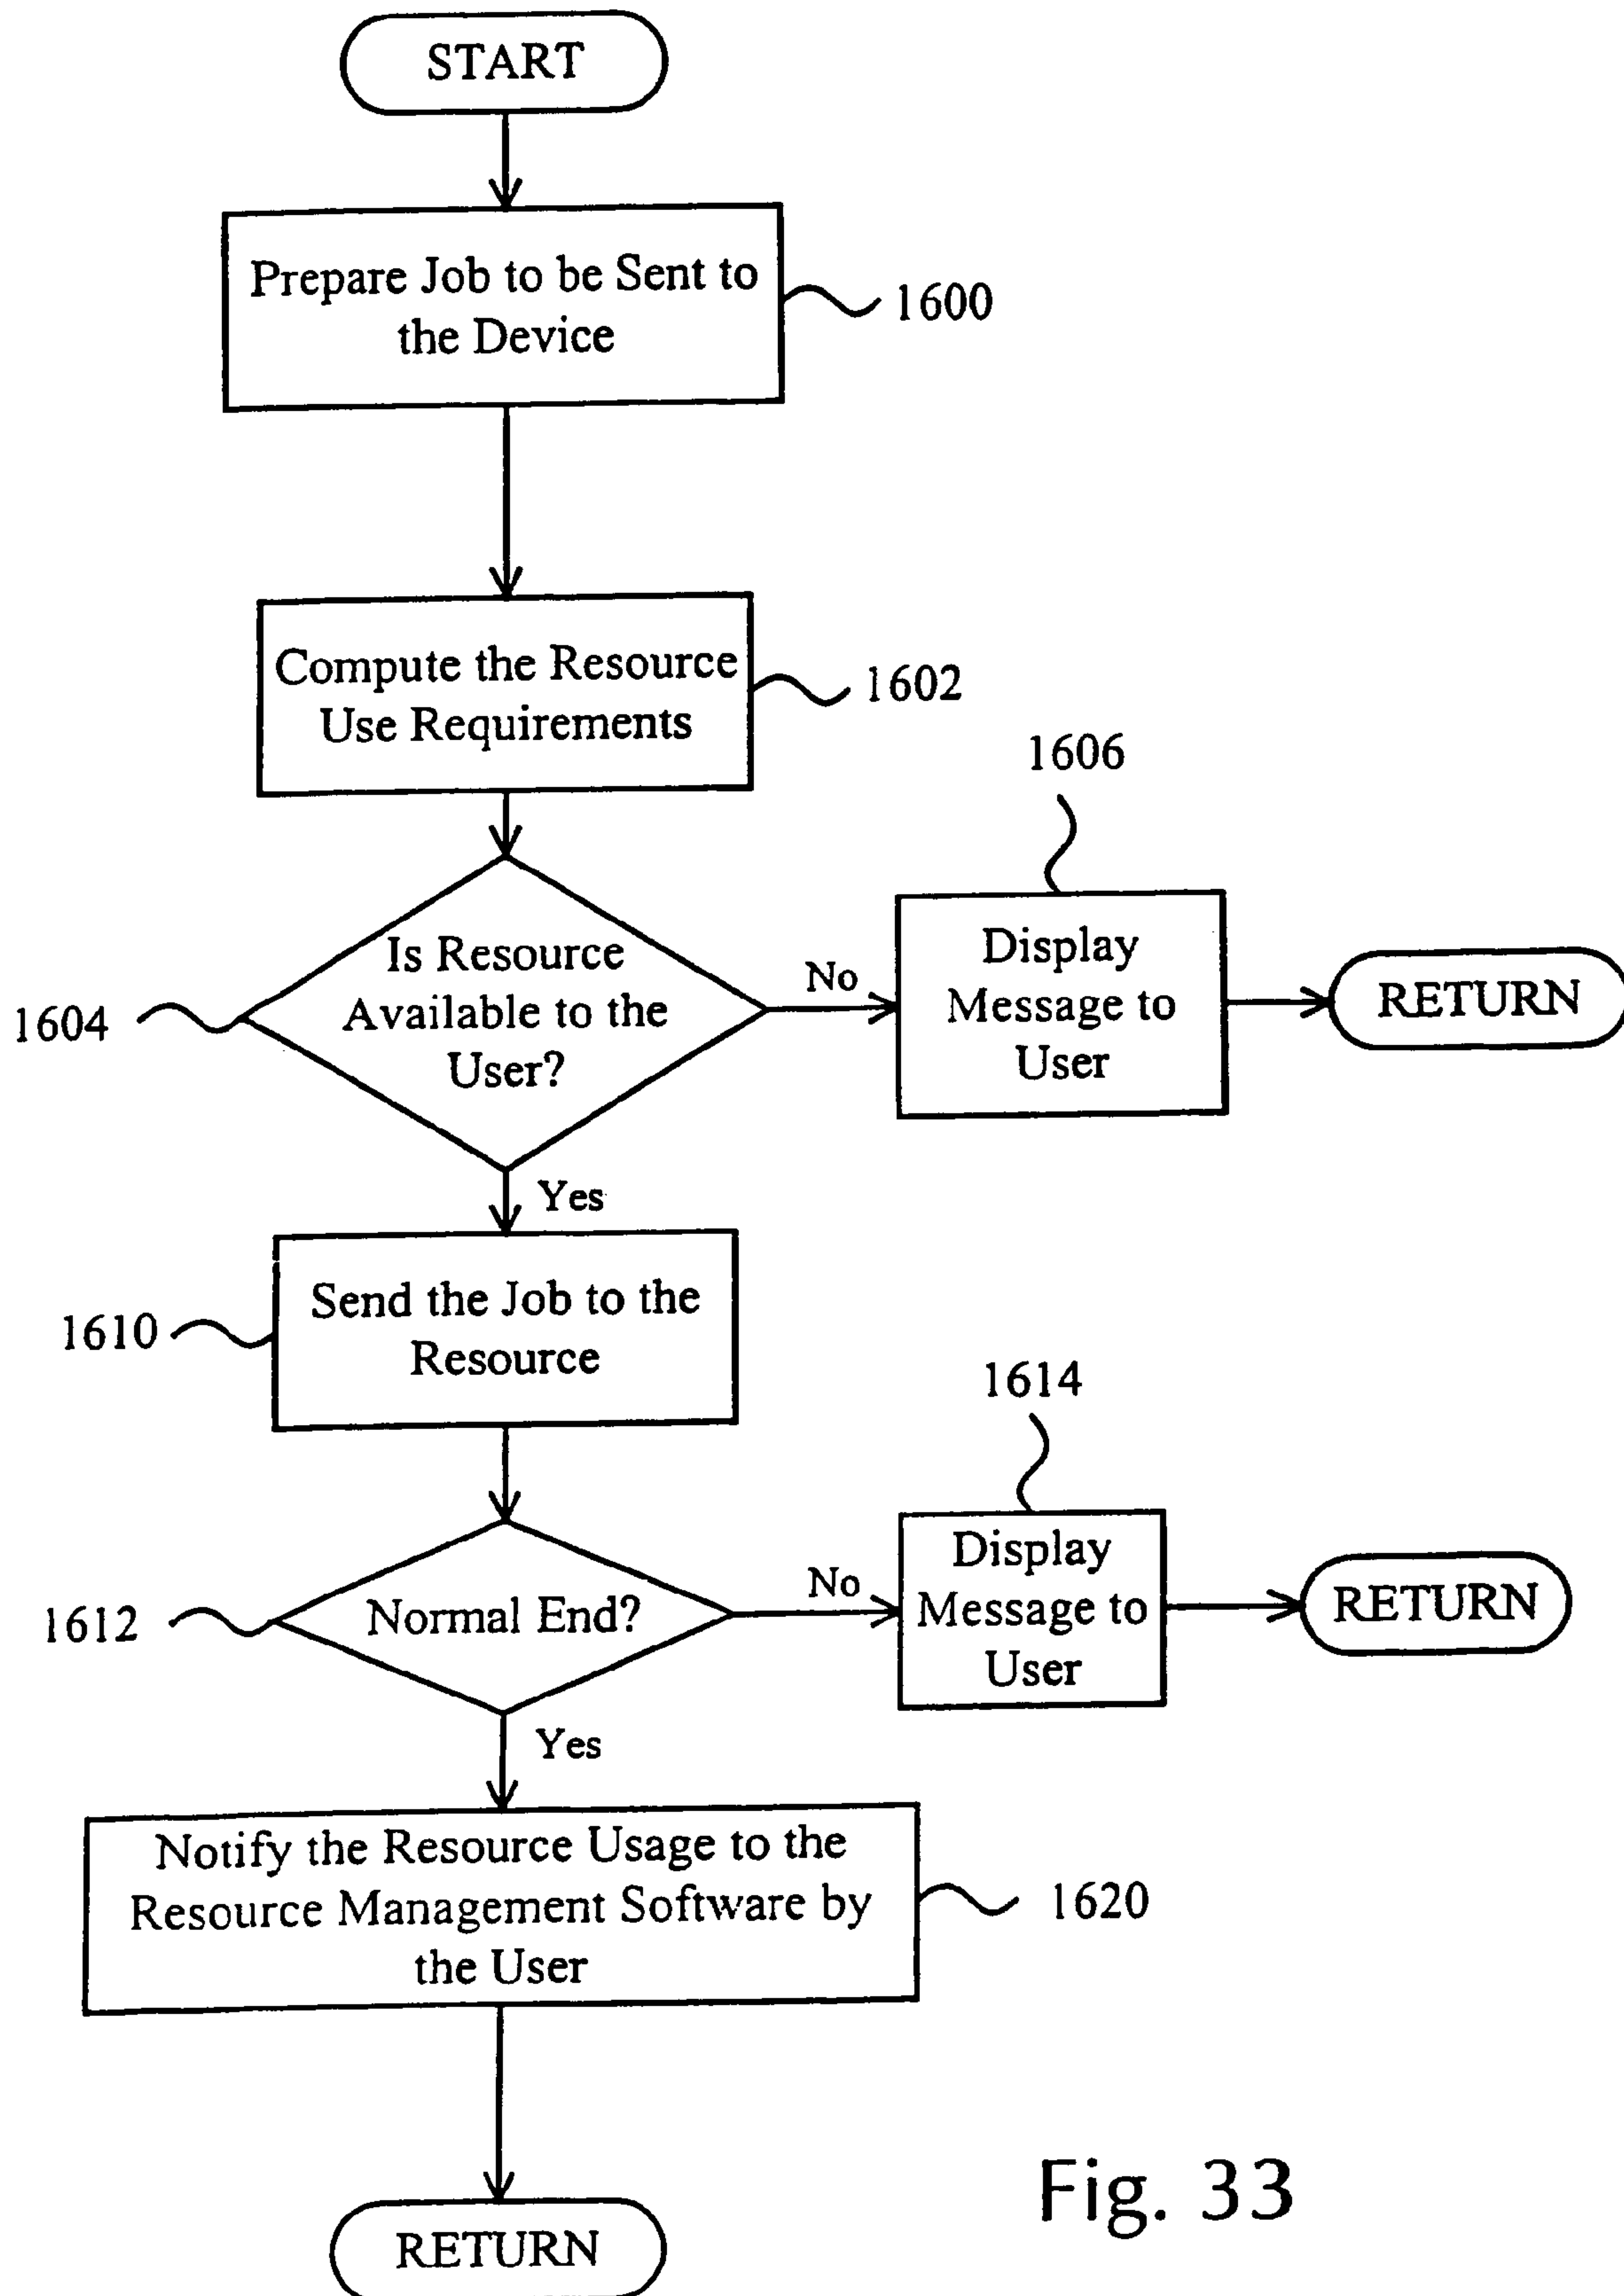 START
Prepare Job to be Sent to
the Device
1600
Compute the Resource
Use Requirements
1602
1606
Is Resource
Available to the
User?
1604
No
Display
Message to
User
RETURN
Yes
Send the Job to the
Resource
1610
1614
Normal End?
1612
No
Display
Message to
User
RETURN
Yes
Notify the Resource Usage to the
Resource Management Software by
the User
1620
RETURN
Fig. 33